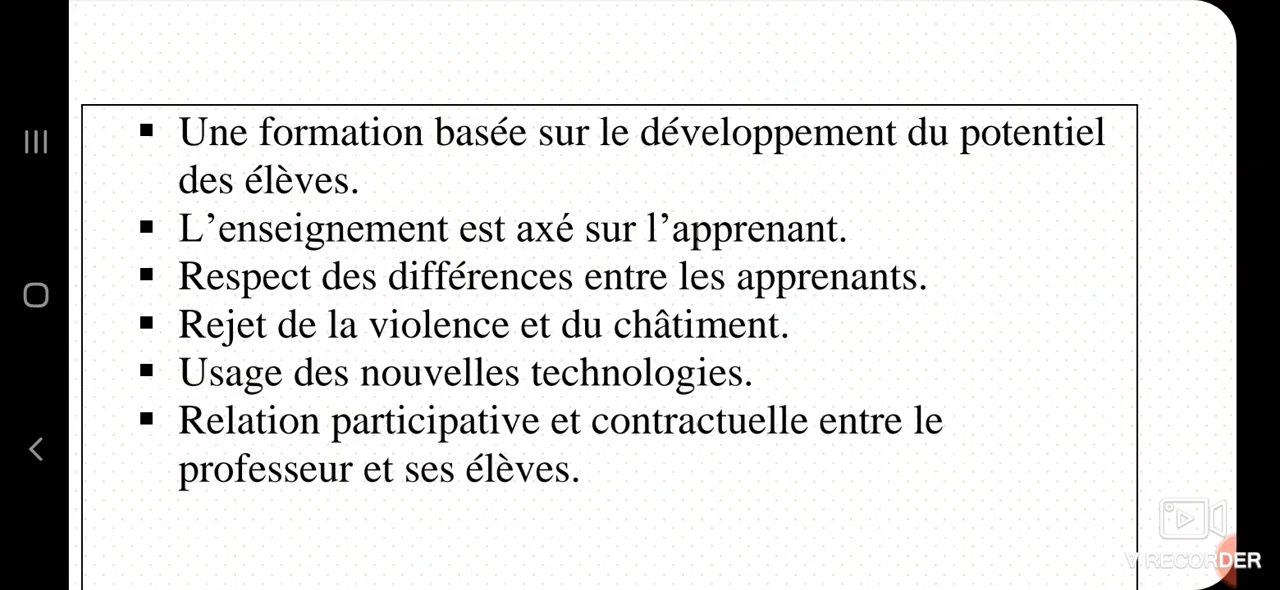 ▪ Une formation basée sur le développement du potentiel
des élèves.
▪ L’enseignement est axé sur l’apprenant.
▪ Respect des différences entre les apprenants.
▪ Rejet de la violence et du châtiment.
▪ Usage des nouvelles technologies.
▪ Relation participative et contractuelle entre le
professeur et ses élèves.
V RECORDER